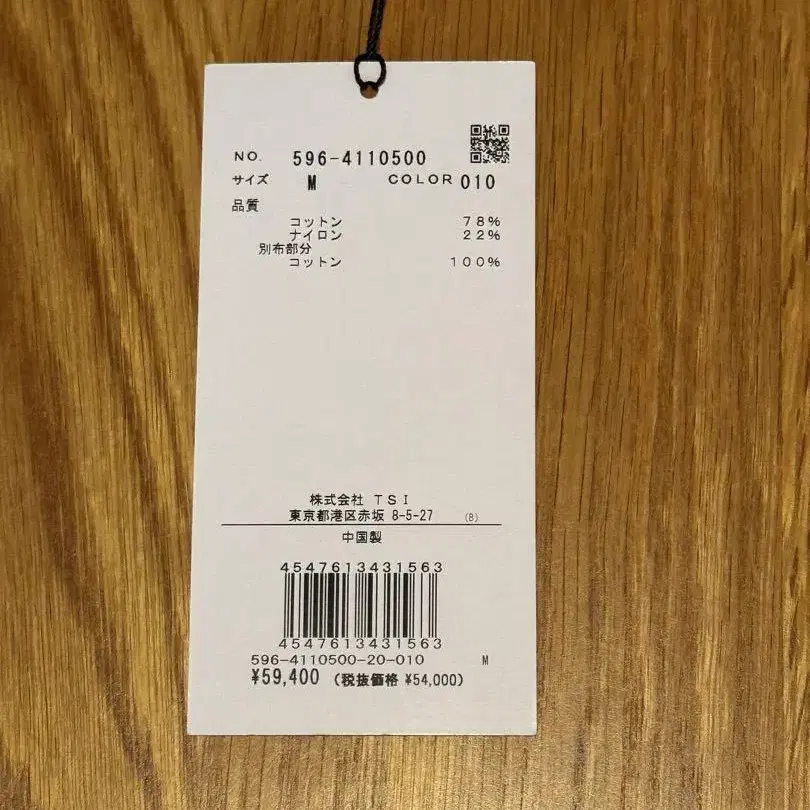 NO. 596-4110500
サイズ M COLOR 010
品質
コットン 78%
ナイロン 22%
別布部分
コットン 100%
株式会社 TSI
東京都港区赤坂 8-5-27 (B)
中国製
4547613431563
4547613431563
596-4110500-20-010 M
¥59,400 (税抜価格 ¥54,000)